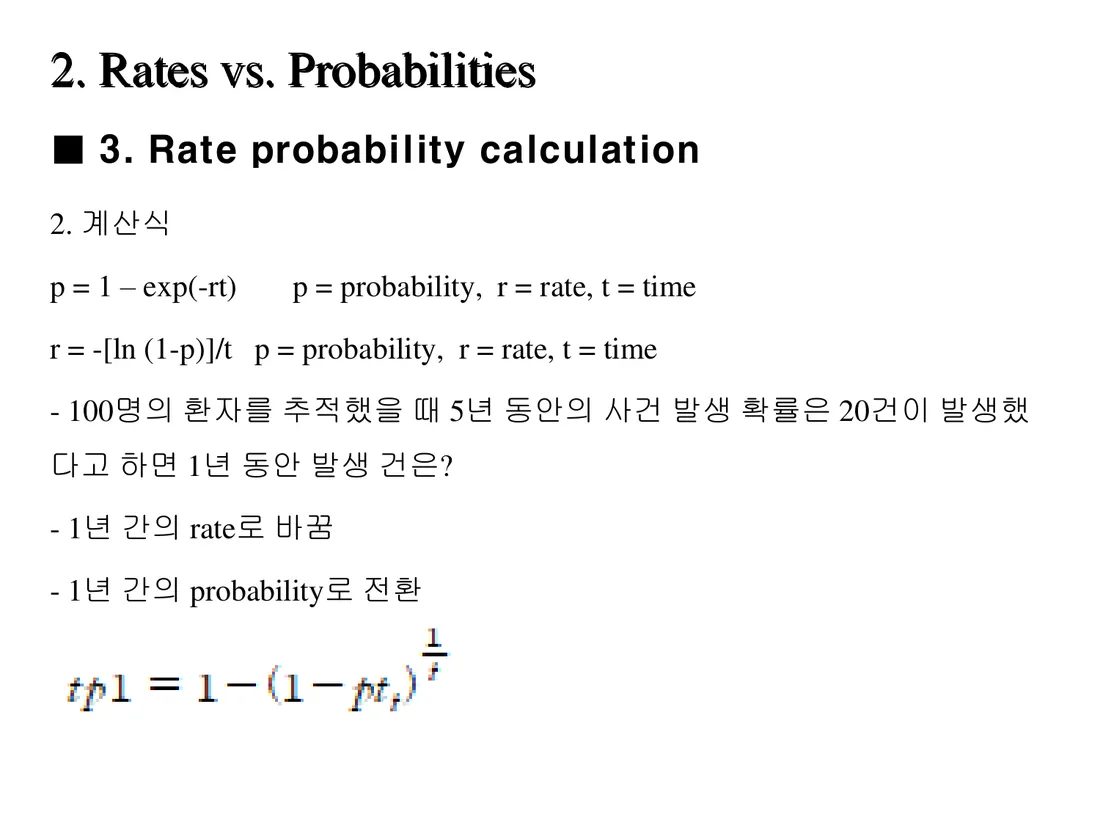 2. Rates vs. Probabilities
■ 3. Rate probability calculation
2. 계산식
p = 1 – exp(-rt) p = probability, r = rate, t = time
r = -[ln (1-p)]/t p = probability, r = rate, t = time
- 100명의 환자를 추적했을 때 5년 동안의 사건 발생 확률은 20건이 발생했
다고 하면 1년 동안 발생 건은?
- 1년 간의 rate로 바꿈
- 1년 간의 probability로 전환
tp1 = 1-(1-pt